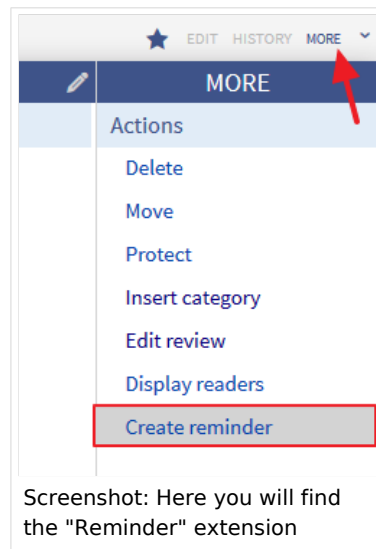 EDIT HISTORY MORE
MORE
Actions
Delete
Move
Protect
Insert category
Edit review
Display readers
Create reminder
Screenshot: Here you will find
the "Reminder" extension